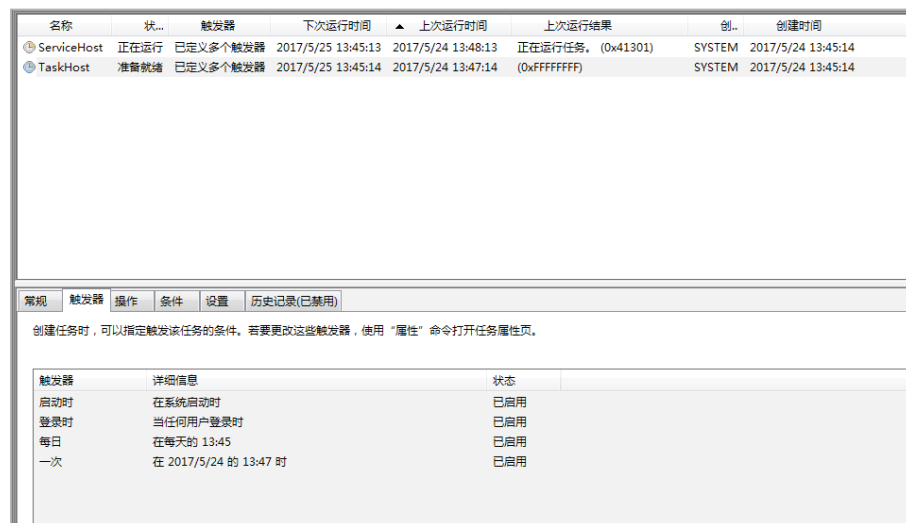 名称 状... 触发器 下次运行时间 上次运行时间 上次运行结果 创.. 创建时间
ServiceHost 正在运行 已定义多个触发器 2017/5/25 13:45:13 2017/5/24 13:48:13 正在运行任务。 (0x41301) SYSTEM 2017/5/24 13:45:14
TaskHost 准备就绪 已定义多个触发器 2017/5/25 13:45:14 2017/5/24 13:47:14 (0xFFFFFFFF) SYSTEM 2017/5/24 13:45:14
常规 触发器 操作 条件 设置 历史记录(已禁用)
创建任务时，可以指定触发该任务的条件。若要更改这些触发器，使用“属性”命令打开任务属性页。
触发器 详细信息 状态
启动时 在系统启动时 已启用
登录时 当任何用户登录时 已启用
每日 在每天的 13:45 已启用
一次 在 2017/5/24 的 13:47 时 已启用